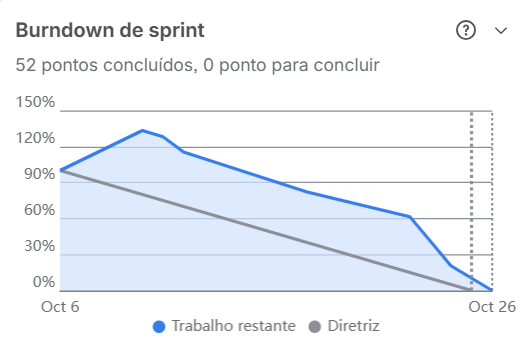 Burndown de sprint
52 pontos concluídos, 0 ponto para concluir
150%
120%
90%
60%
30%
0%
Oct 6 Oct 26
Trabalho restante Diretriz